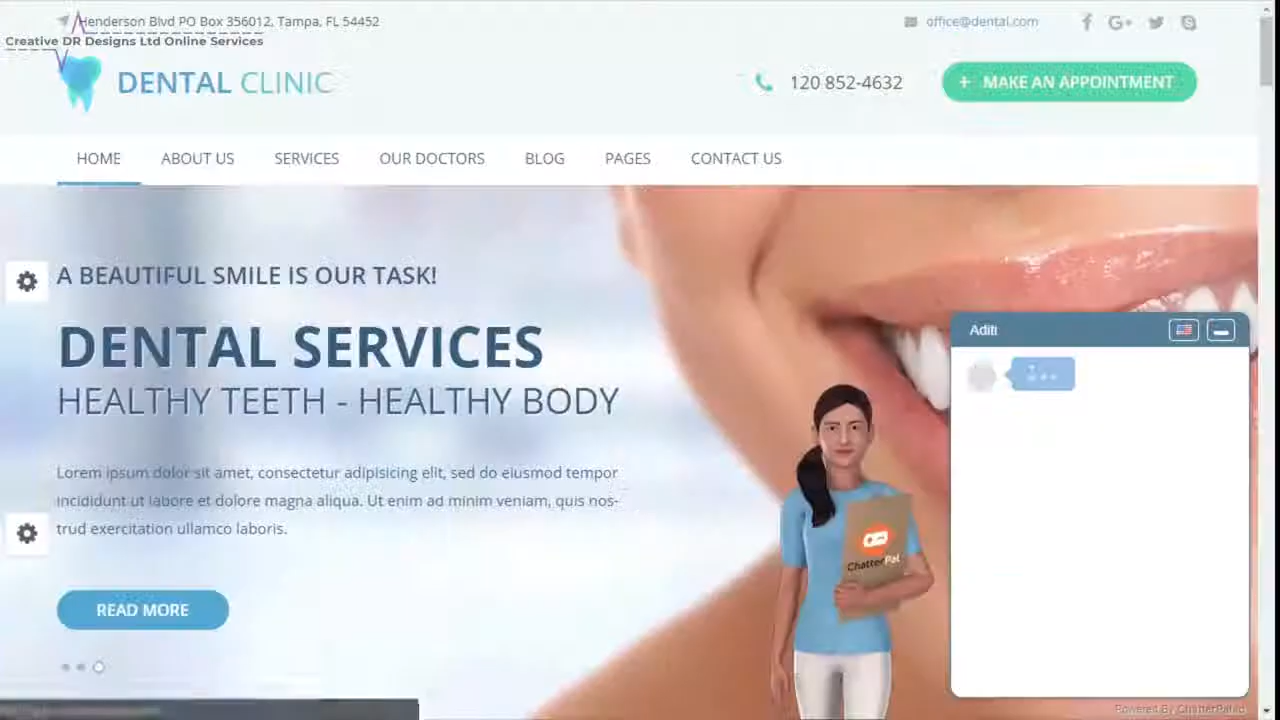 Henderson Blvd PO Box 356012, Tampa, FL 54452
office@dental.com
Creative DR Designs Ltd Online Services
DENTAL CLINIC
120 852-4632
+ MAKE AN APPOINTMENT
HOME
ABOUT US
SERVICES
OUR DOCTORS
BLOG
PAGES
CONTACT US
A BEAUTIFUL SMILE IS OUR TASK!
DENTAL SERVICES
HEALTHY TEETH - HEALTHY BODY
Lorem ipsum dolor sit amet, consectetur adipisicing elit, sed do eiusmod tempor
incididunt ut labore et dolore magna aliqua. Ut enim ad minim veniam, quis nos-
trud exercitation ullamco laboris.
READ MORE
Aditi
ChatterPal
Powered By ChatterPal.io